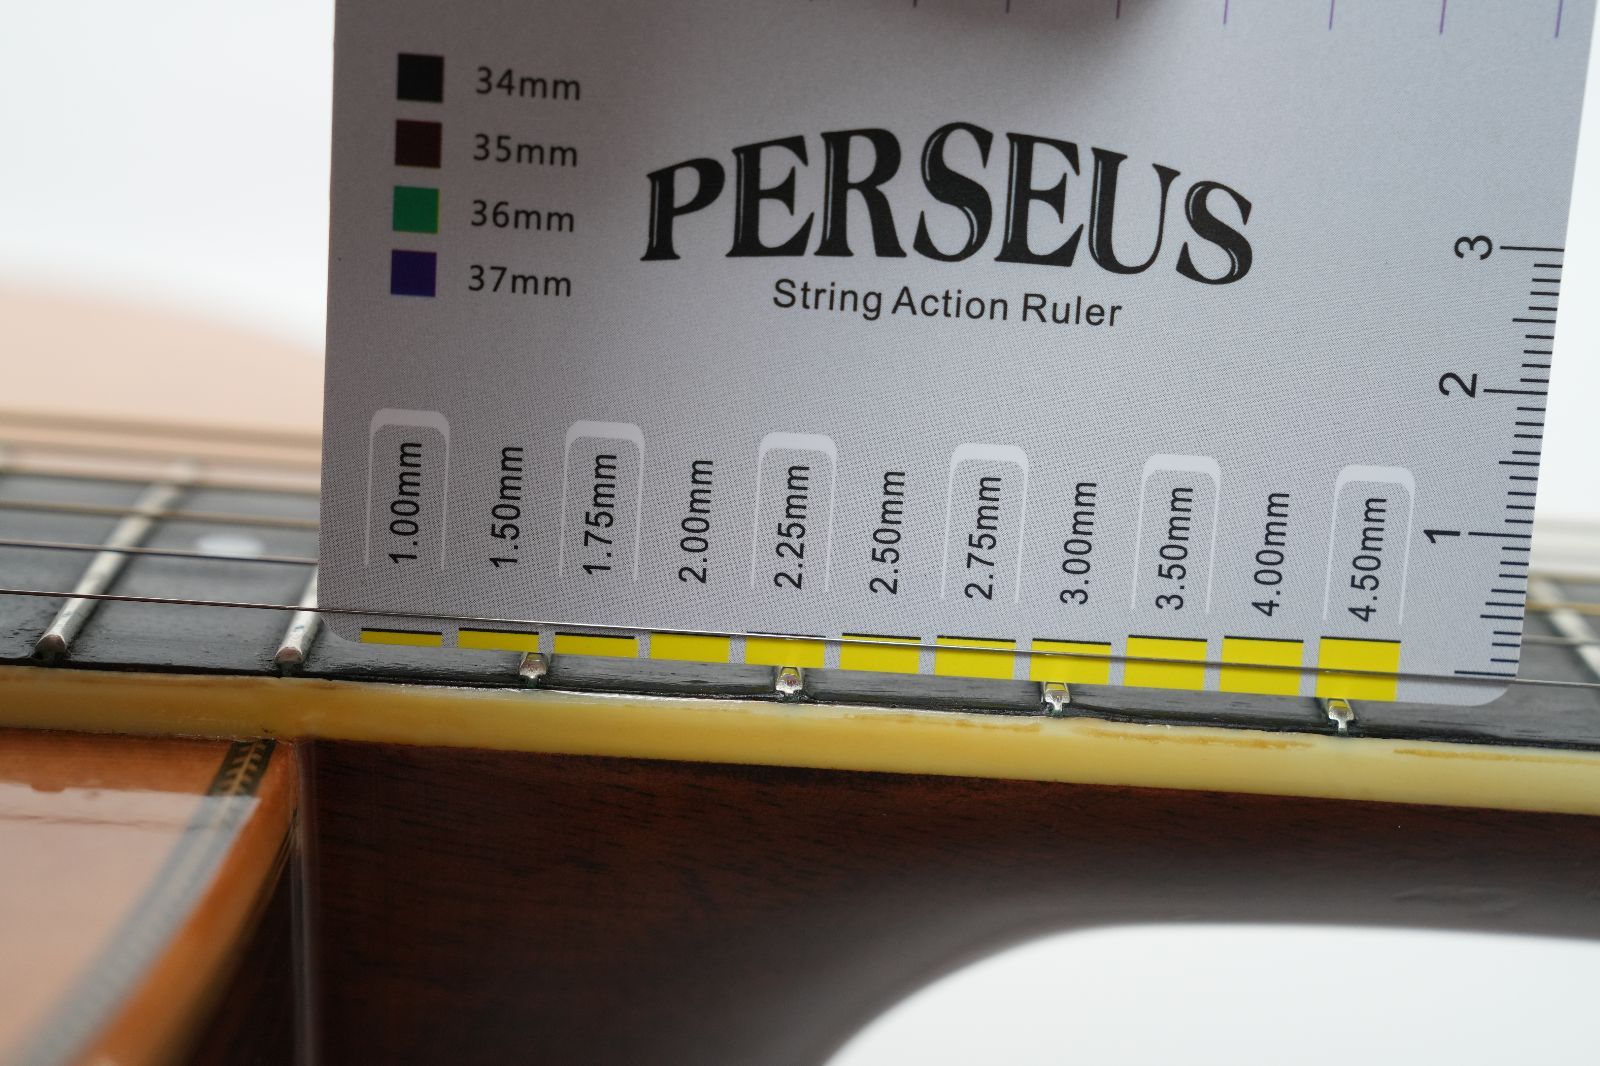 34mm
35mm
36mm
37mm
PERSEUS
String Action Ruler
3
2
1
1.00mm
1.50mm
1.75mm
2.00mm
2.25mm
2.50mm
2.75mm
3.00mm
3.50mm
4.00mm
4.50mm